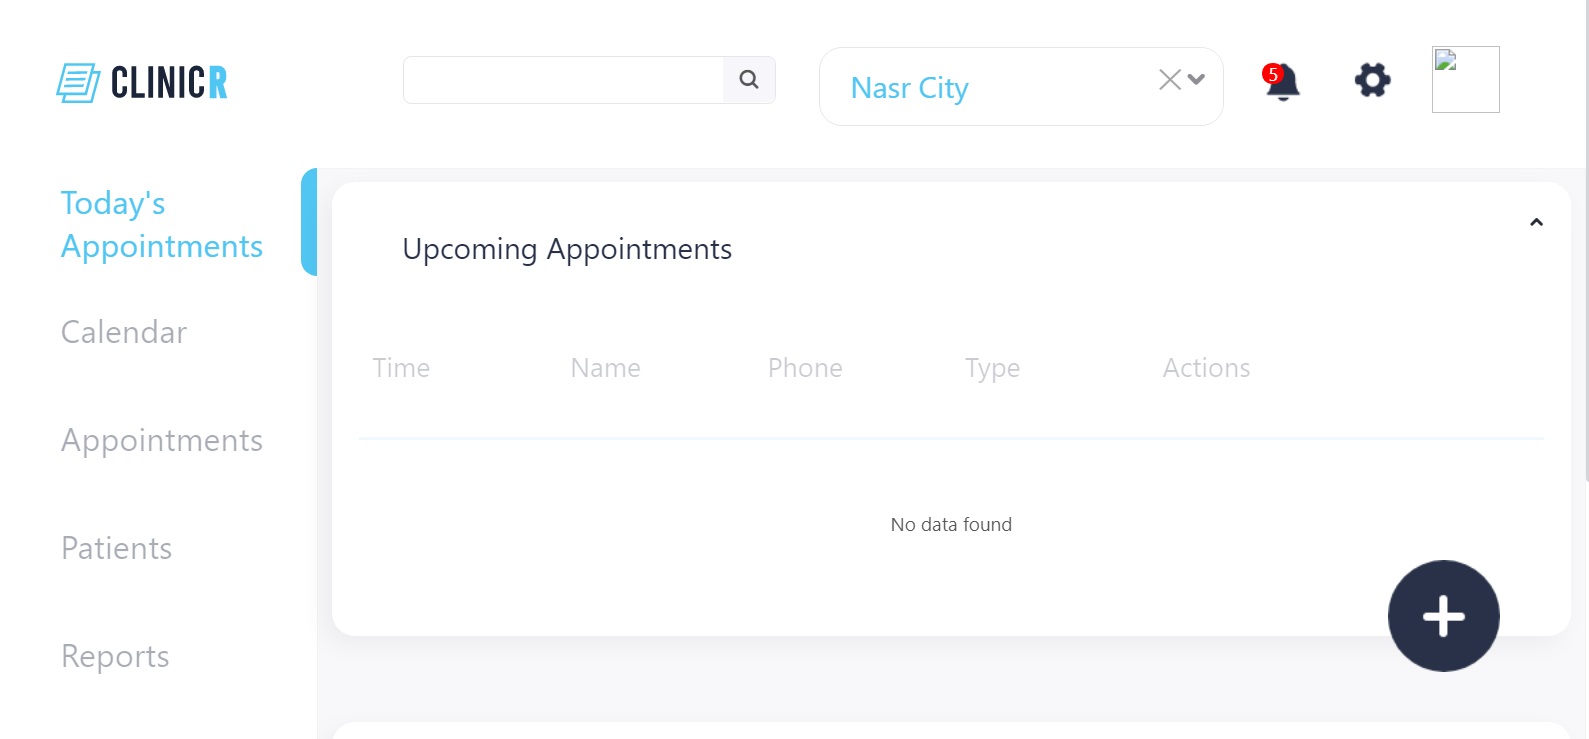 CLINICR
Nasr City
5
Today's
Appointments
Calendar
Appointments
Patients
Reports
Upcoming Appointments
Time Name Phone Type Actions
No data found